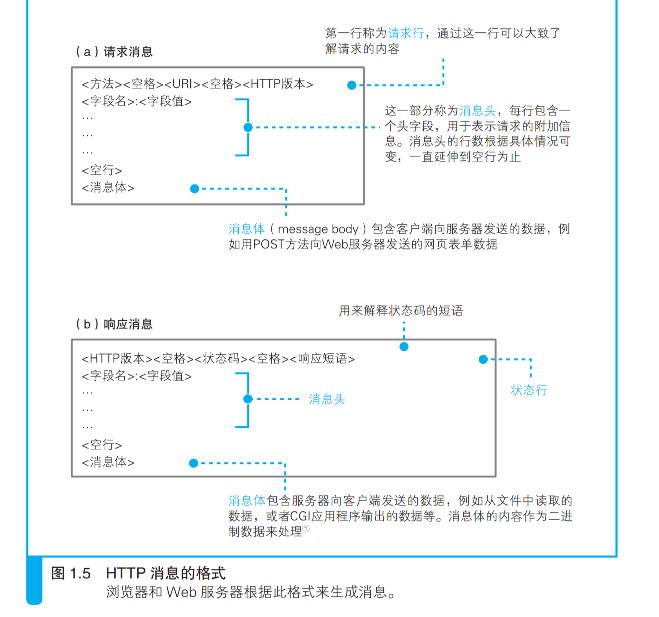 第一行称为请求行，通过这一行可以大致了
解请求的内容
（a）请求消息
<方法><空格><URI><空格><HTTP版本>
<字段名>:<字段值>
…
…
…
<空行>
<消息体>
这一部分称为消息头，每行包含一
个头字段，用于表示请求的附加信
息。消息头的行数根据具体情况可
变，一直延伸到空行为止
消息体（message body）包含客户端向服务器发送的数据，例
如用POST方法向Web服务器发送的网页表单数据
（b）响应消息
用来解释状态码的短语
<HTTP版本><空格><状态码><空格><响应短语>
<字段名>:<字段值>
…
…
…
<空行>
<消息体>
消息头
状态行
消息体包含服务器向客户端发送的数据，例如从文件中读取的
数据，或者CGI应用程序输出的数据等。消息体的内容作为二进
制数据来处理①
图 1.5 HTTP 消息的格式
浏览器和 Web 服务器根据此格式来生成消息。